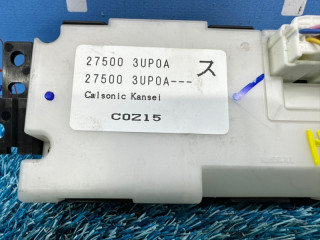 27500 3UP0A
27500 3UP0A---
ス
Calsonic Kansei
C0Z15